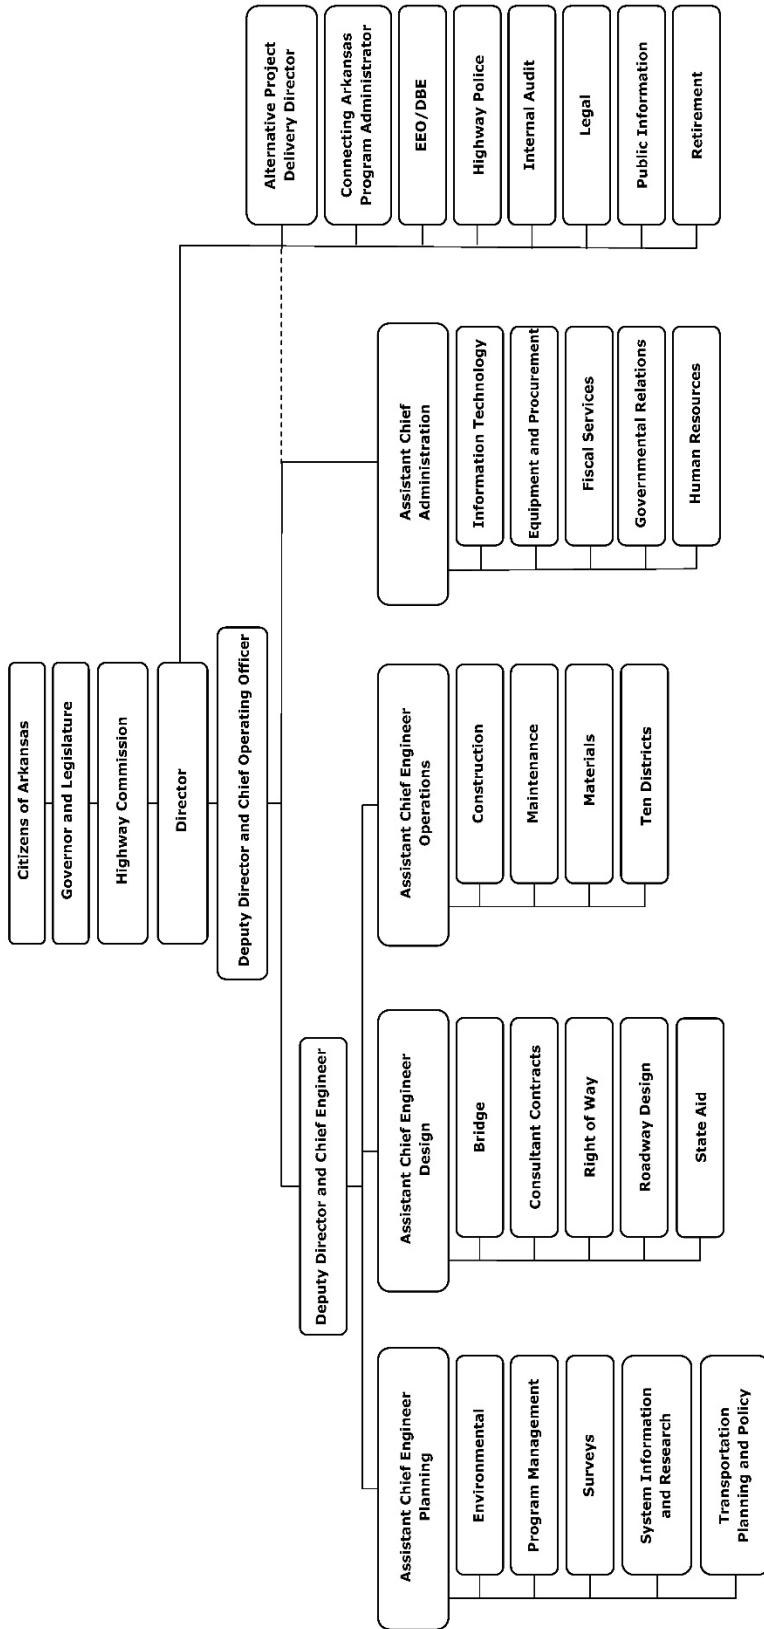 Citizens of Arkansas
Governor and Legislature
Highway Commission
Director
Deputy Director and Chief Operating Officer
Deputy Director and Chief Engineer
Assistant Chief Engineer
Planning
Environmental
Program Management
Surveys
System Information
and Research
Transportation
Planning and Policy
Assistant Chief Engineer
Design
Bridge
Consultant Contracts
Right of Way
Roadway Design
State Aid
Assistant Chief Engineer
Operations
Construction
Maintenance
Materials
Ten Districts
Assistant Chief
Administration
Information Technology
Equipment and Procurement
Fiscal Services
Governmental Relations
Human Resources
Alternative Project
Delivery Director
Connecting Arkansas
Program Administrator
EEO/DBE
Highway Police
Internal Audit
Legal
Public Information
Retirement